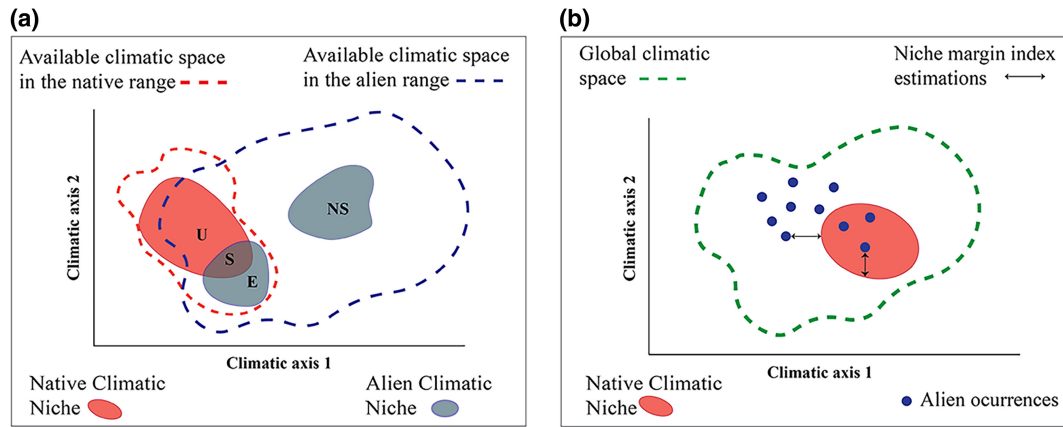 (a)
Available climatic space
in the native range
Available climatic space
in the alien range
Climatic axis 2
U
S
E
NS
Climatic axis 1
Native Climatic
Niche
Alien Climatic
Niche
(b)
Global climatic
space
Niche margin index
estimations
Climatic axis 2
Climatic axis 1
Native Climatic
Niche
Alien ocurrences